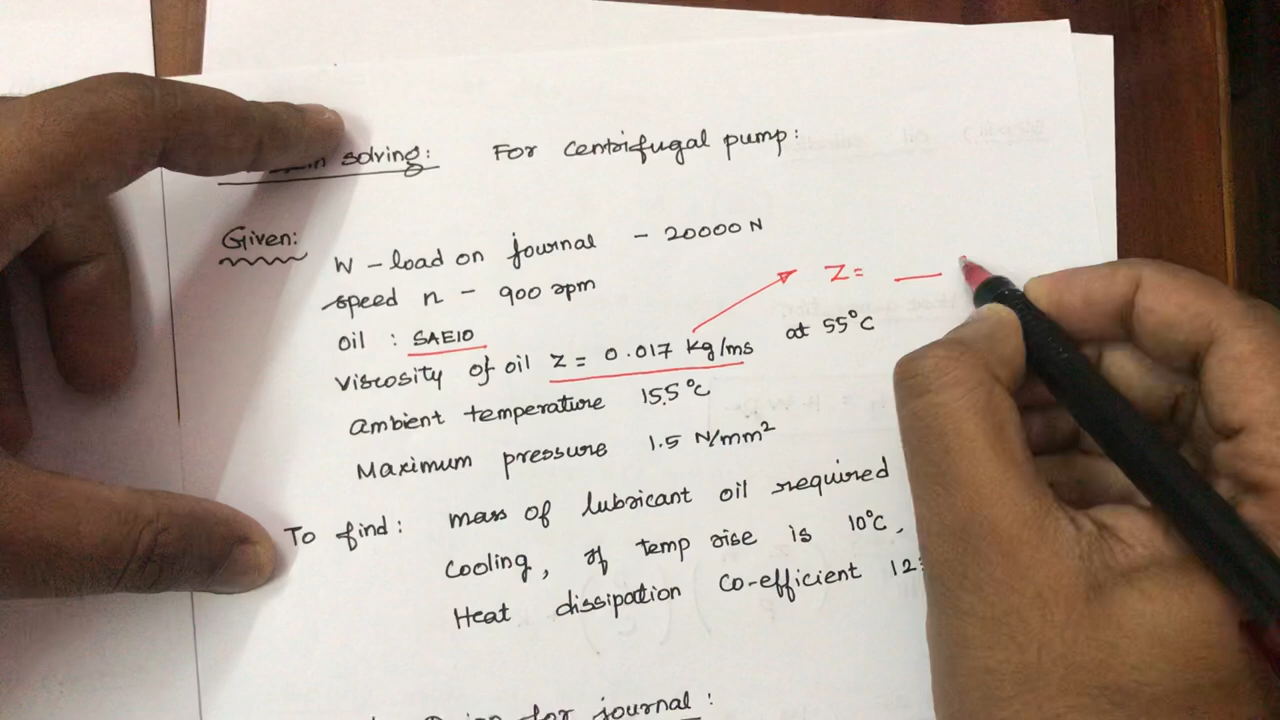 solving: For centrifugal pump:
Given:
W - load on journal - 20000 N
speed n - 900 rpm
Z = __
oil : SAE10
Viscosity of oil Z = 0.017 kg/ms at 55°C
Ambient temperature 15.5°C
Maximum pressure 1.5 N/mm²
To find: mass of lubricant oil required
cooling, if temp rise is 10°C,
Heat dissipation co-efficient 12
for journal: